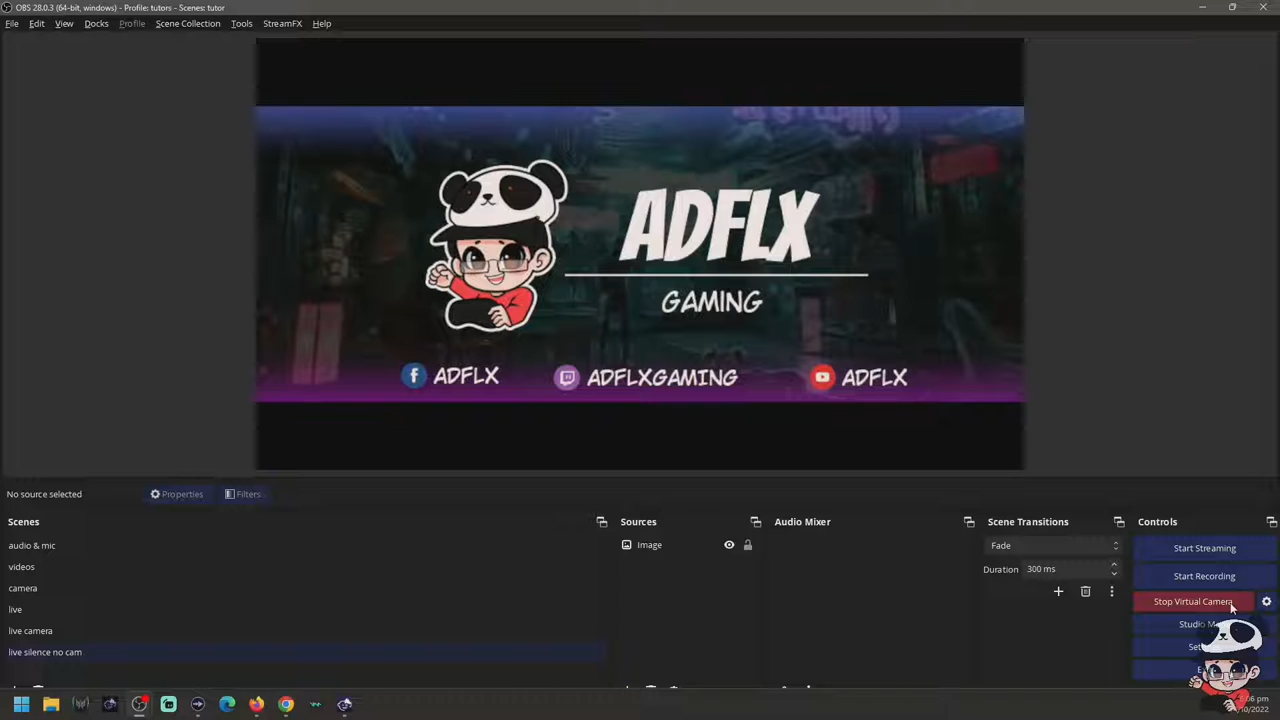 OBS 28.0.3 (64-bit, windows) - Profile: tutors - Scenes: tutor
File Edit View Docks Profile Scene Collection Tools StreamFX Help
ADFLX
GAMING
ADFLX ADFLXGAMING ADFLX
No source selected Properties Filters
Scenes Sources Audio Mixer Scene Transitions Controls
audio & mic
videos
camera
live
live camera
live silence no cam
Image
Fade
Duration 300 ms
Start Streaming
Start Recording
Stop Virtual Camera